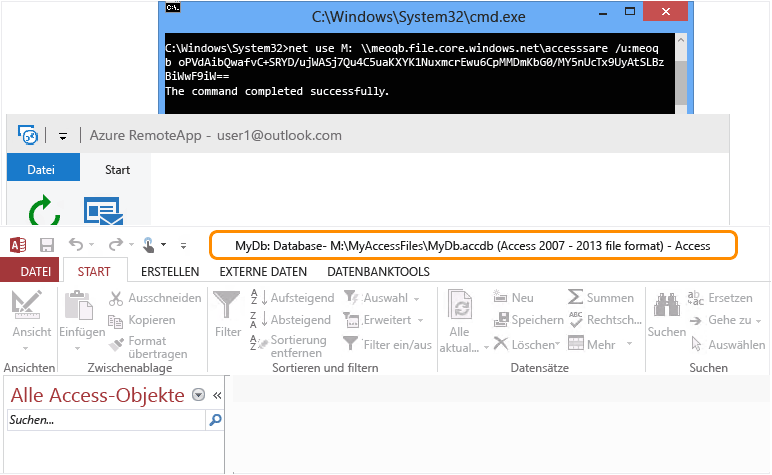 C:\Windows\System32\cmd.exe
C:\Windows\System32>net use M: \\meoqb.file.core.windows.net\accesssare /u:meoq
b oPVdAibQwafvC+SRYD/ujWASj7Qu4C5uaKXYK1NuxmcrEwu6CpMMDmKbG0/MY5nUcTx9UyAtSLBz
BiWwF9iW==
The command completed successfully.
Azure RemoteApp - user1@outlook.com
Datei Start
MyDb: Database- M:\MyAccessFiles\MyDb.accdb (Access 2007 - 2013 file format) - Access
DATEI START ERSTELLEN EXTERNE DATEN DATENBANKTOOLS
Ausschneiden Aufsteigend Auswahl Neu Summen Ersetzen
Ansicht Einfügen Kopieren Filter Absteigend Erweitert Alle Speichern Rechtsch... Suchen Gehe zu
Format Sortierung Filter ein/aus aktual... Löschen Mehr Auswählen
übertragen entfernen
Ansichten Zwischenablage Sortieren und filtern Datensätze Suchen
Alle Access-Objekte
Suchen...